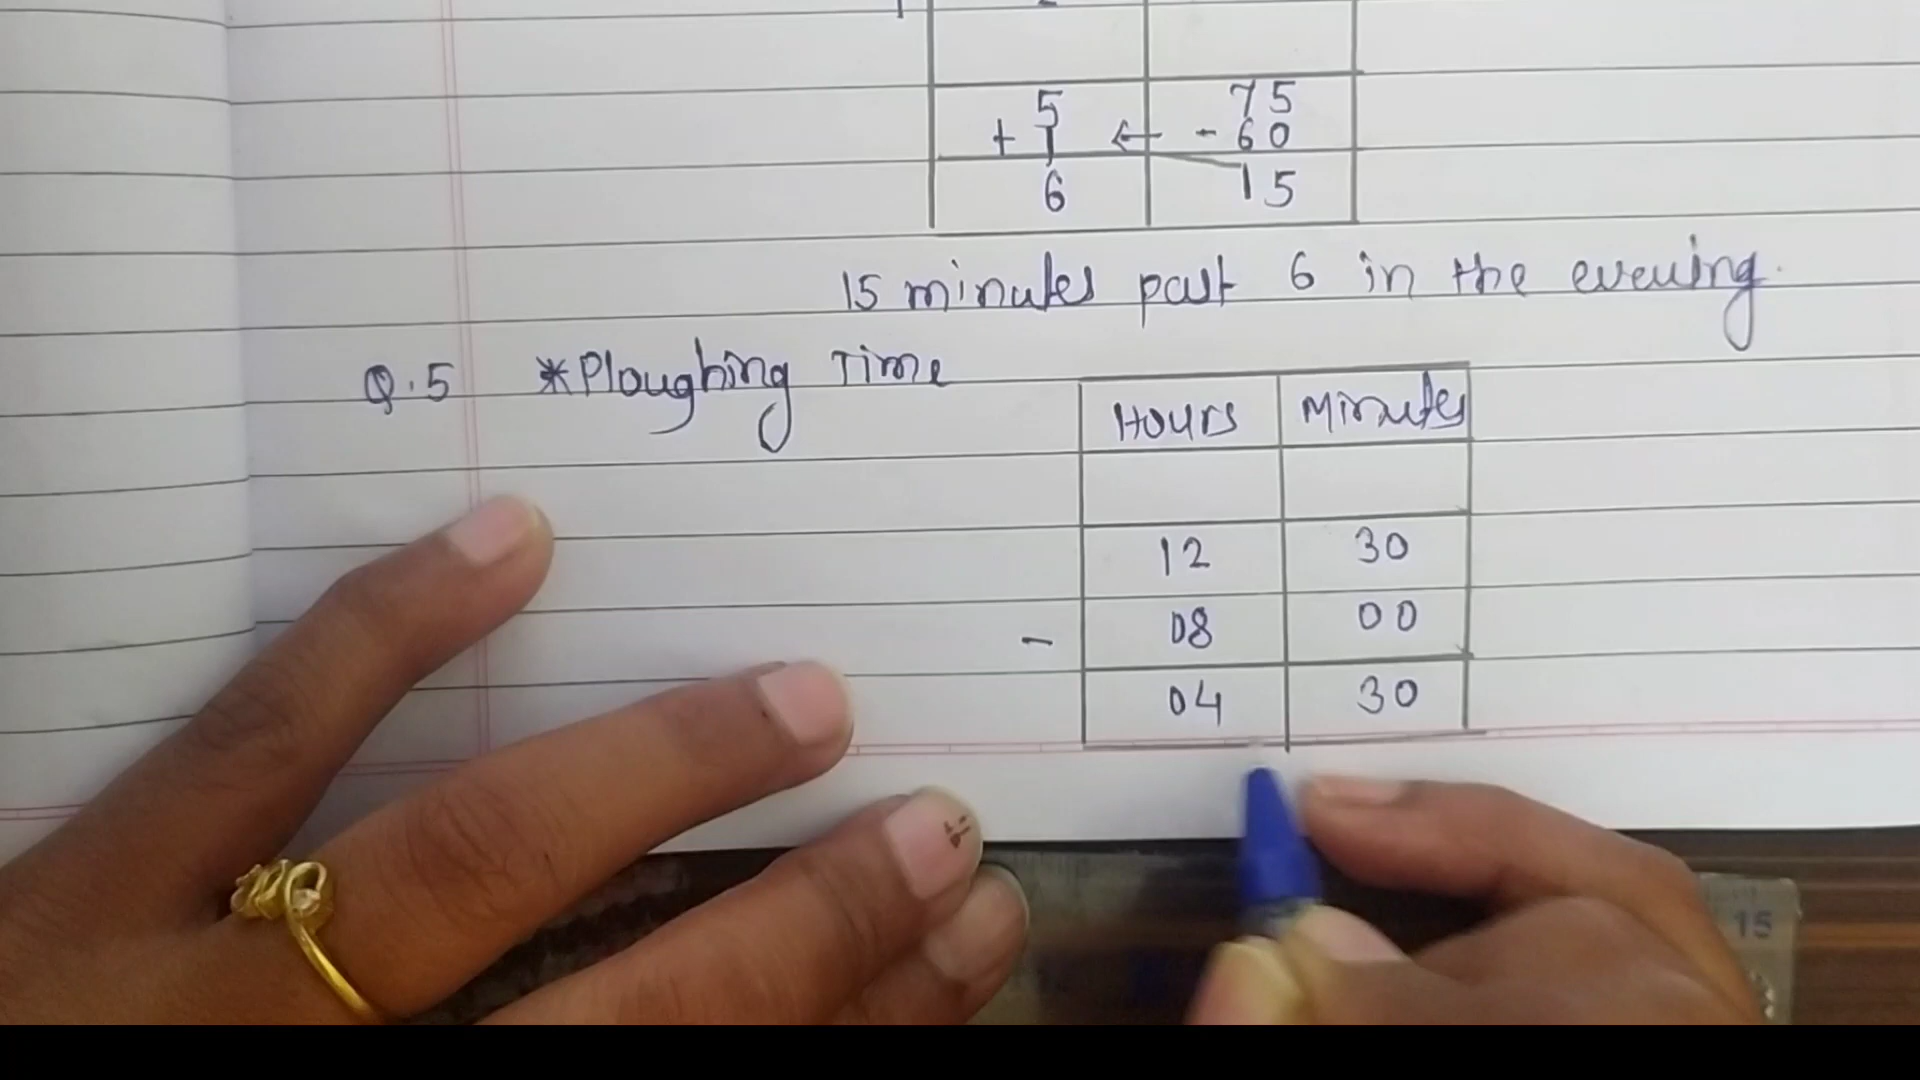 5 75
+ 1 ← - 60
6 15
15 minutes past 6 in the evening.
Q.5 *Ploughing Time
Hours Minutes
12 30
- 08 00
04 30
15